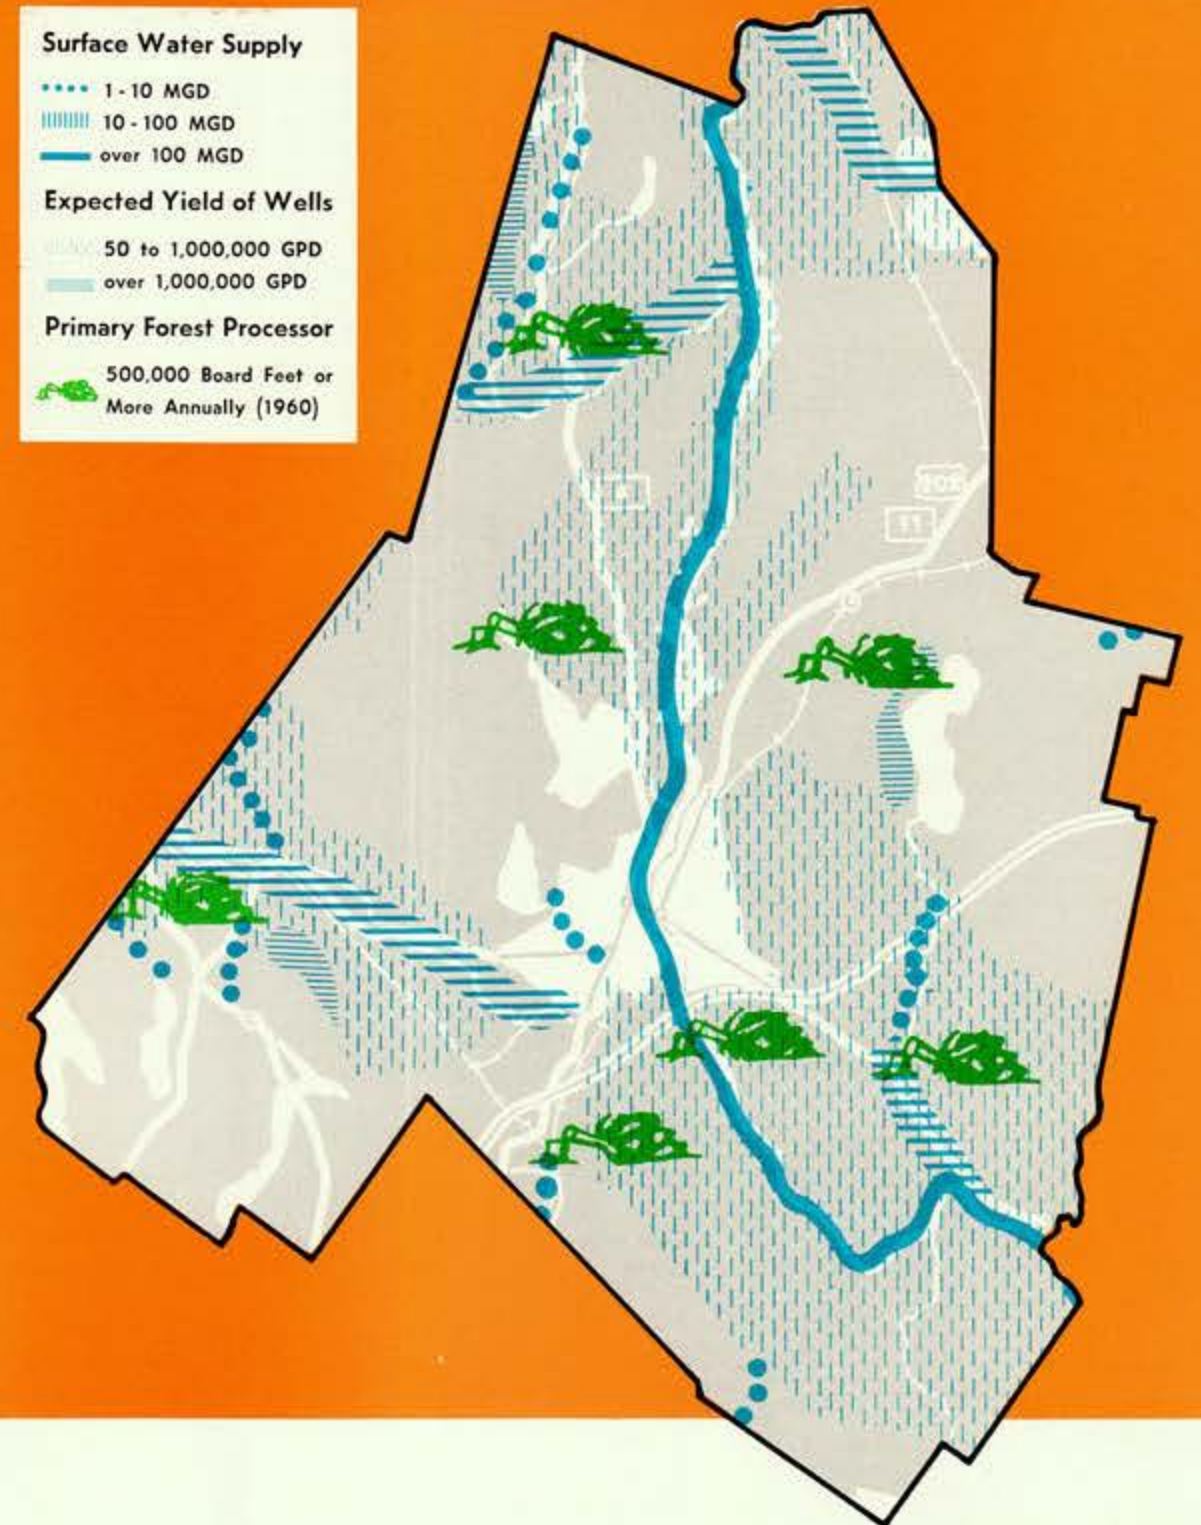 Surface Water Supply
1-10 MGD
10-100 MGD
over 100 MGD
Expected Yield of Wells
50 to 1,000,000 GPD
over 1,000,000 GPD
Primary Forest Processor
500,000 Board Feet or
More Annually (1960)
202
11